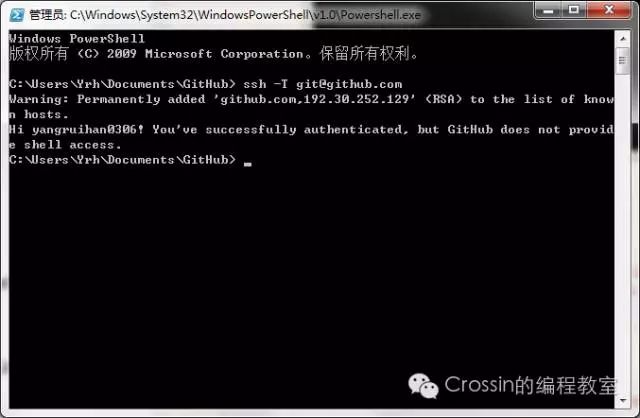 管理员: C:\Windows\System32\WindowsPowerShell\v1.0\Powershell.exe
Windows PowerShell
版权所有 (C) 2009 Microsoft Corporation。保留所有权利。
C:\Users\Yrh\Documents\GitHub> ssh -T git@github.com
Warning: Permanently added 'github.com,192.30.252.129' (RSA) to the list of know
n hosts.
Hi yangruihan0306! You've successfully authenticated, but GitHub does not provid
e shell access.
C:\Users\Yrh\Documents\GitHub> _
Crossin的编程教室